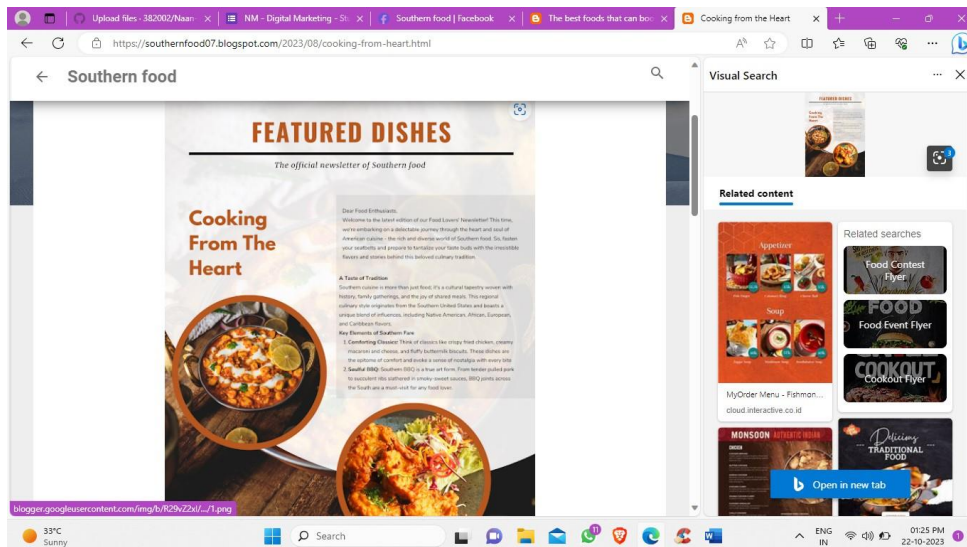 Upload files · 382002/Naan
NM - Digital Marketing - Stu
Southern food | Facebook
The best foods that can boo
Cooking from the Heart
https://southernfood07.blogspot.com/2023/08/cooking-from-heart.html
Southern food
FEATURED DISHES
The official newsletter of Southern food
Cooking
From The
Heart
Dear Food Enthusiasts,
Welcome to the latest edition of our Food Lovers' Newsletter! This time,
we're embarking on a delectable journey through the heart and soul of
American cuisine – the rich and diverse world of Southern food. So, fasten
your seatbelts and prepare to tantalize your taste buds with the irresistible
flavors and stories behind this beloved culinary tradition.
A Taste of Tradition
Southern cuisine is more than just food, it's a cultural tapestry woven with
history, family gatherings, and the joy of shared meals. This regional
culinary style originates from the Southern United States and boasts a
unique blend of influences, including Native American, African, European,
and Caribbean flavors.
Key Elements of Southern Fare
1. Comforting Classics: Think of classics like crispy fried chicken, creamy
macaroni and cheese, and fluffy buttermilk biscuits. These dishes are
the epitome of comfort and evoke a sense of nostalgia with every bite.
2. Soulful BBQ: Southern BBQ is a true art form. From tender pulled pork
to succulent ribs slathered in smoky-sweet sauces, BBQ joints across
the South are a must-visit for any food lover.
blogger.googleusercontent.com/img/b/R29vZ2xl/.../1.png
Visual Search
FEATURED DISHES
Cooking
From The
Heart
3
Related content
Appetizer
Soup
MyOrder Menu - Fishman...
cloud.interactive.co.id
MONSOON AUTHENTIC INDIAN
Related searches
Food Contest
Flyer
FOOD
Food Event Flyer
COOKOUT
Cookout Flyer
Delicious
TRADITIONAL
FOOD
Open in new tab
33°C
Sunny
Search
11
ENG
IN
01:25 PM
22-10-2023
1